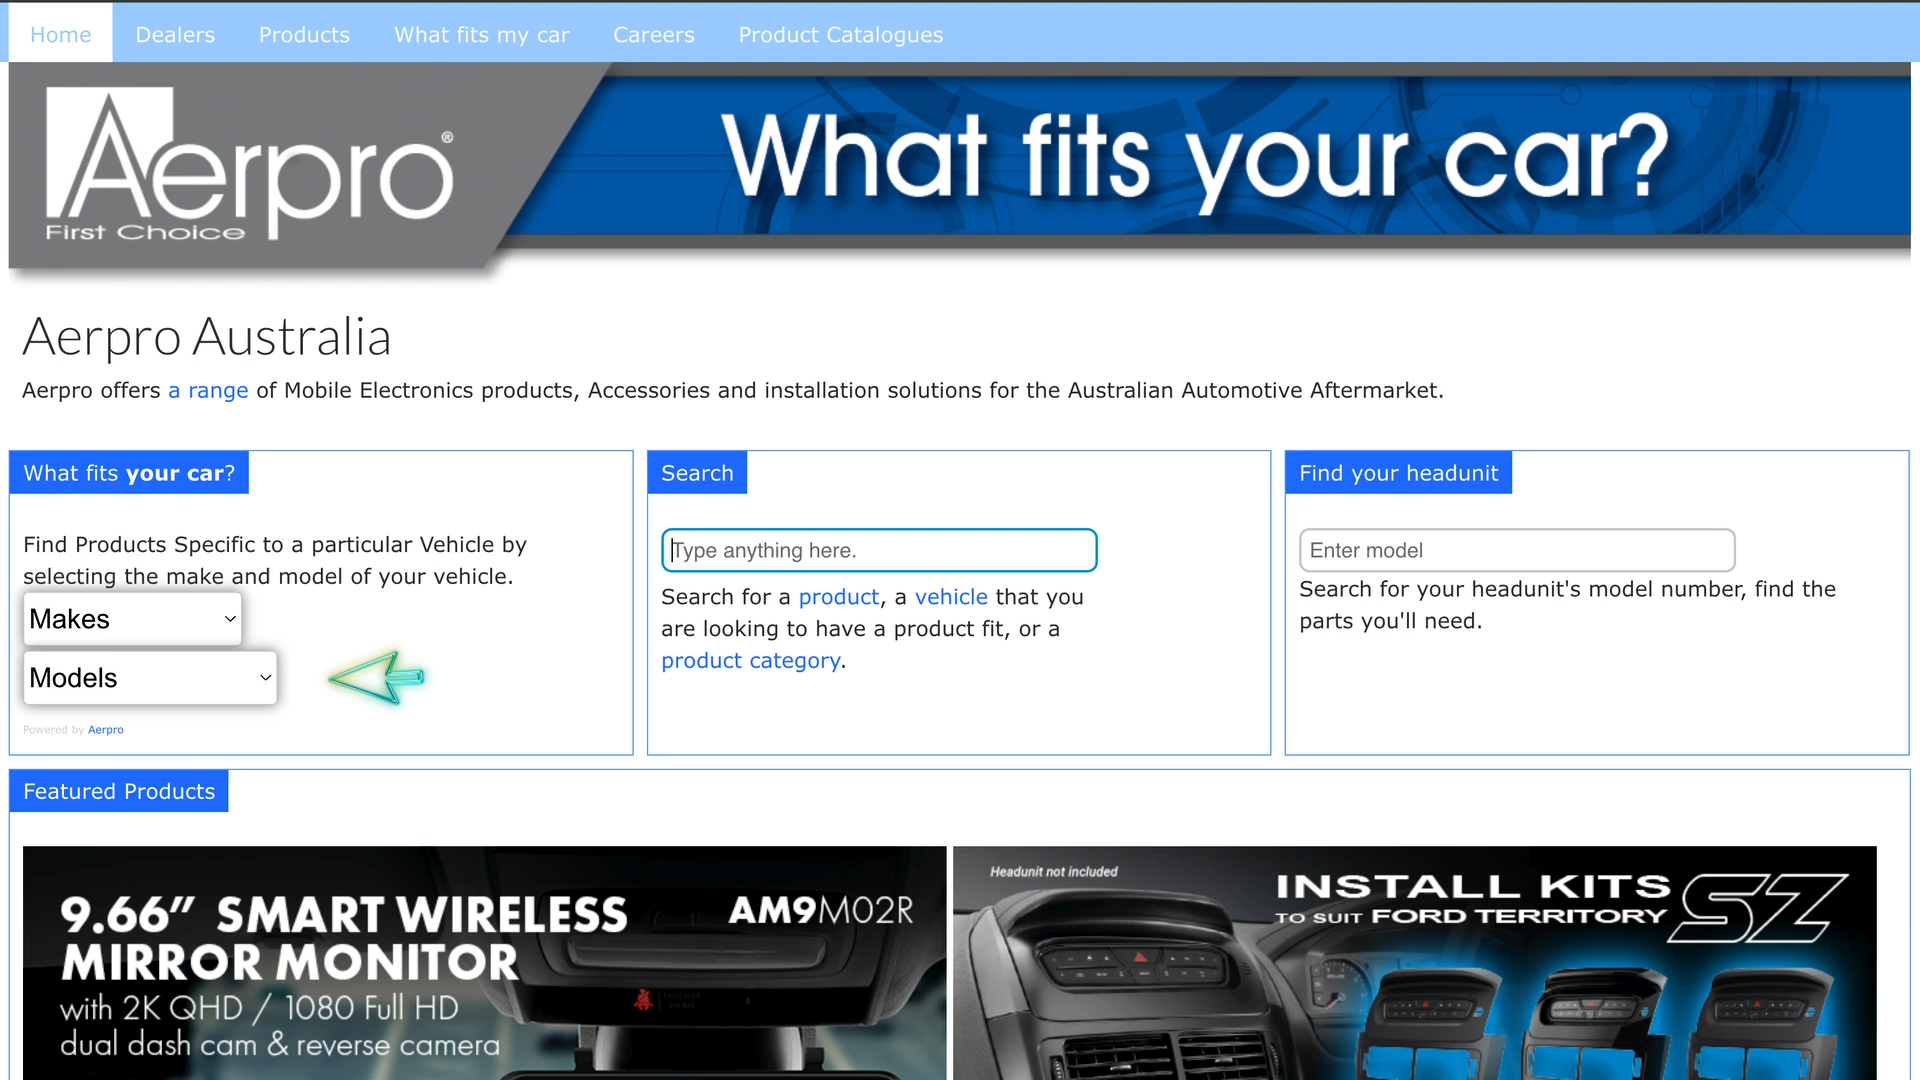 Home Dealers Products What fits my car Careers Product Catalogues
Aerpro®
First Choice
What fits your car?
Aerpro Australia
Aerpro offers a range of Mobile Electronics products, Accessories and installation solutions for the Australian Automotive Aftermarket.
What fits your car?
Find Products Specific to a particular Vehicle by
selecting the make and model of your vehicle.
Makes
Models
Powered by Aerpro
Search
Type anything here.
Search for a product, a vehicle that you
are looking to have a product fit, or a
product category.
Find your headunit
Enter model
Search for your headunit's model number, find the
parts you'll need.
Featured Products
9.66” SMART WIRELESS
MIRROR MONITOR
with 2K QHD / 1080 Full HD
dual dash cam & reverse camera
AM9M02R
Headunit not included
INSTALL KITS
TO SUIT FORD TERRITORY
SZ